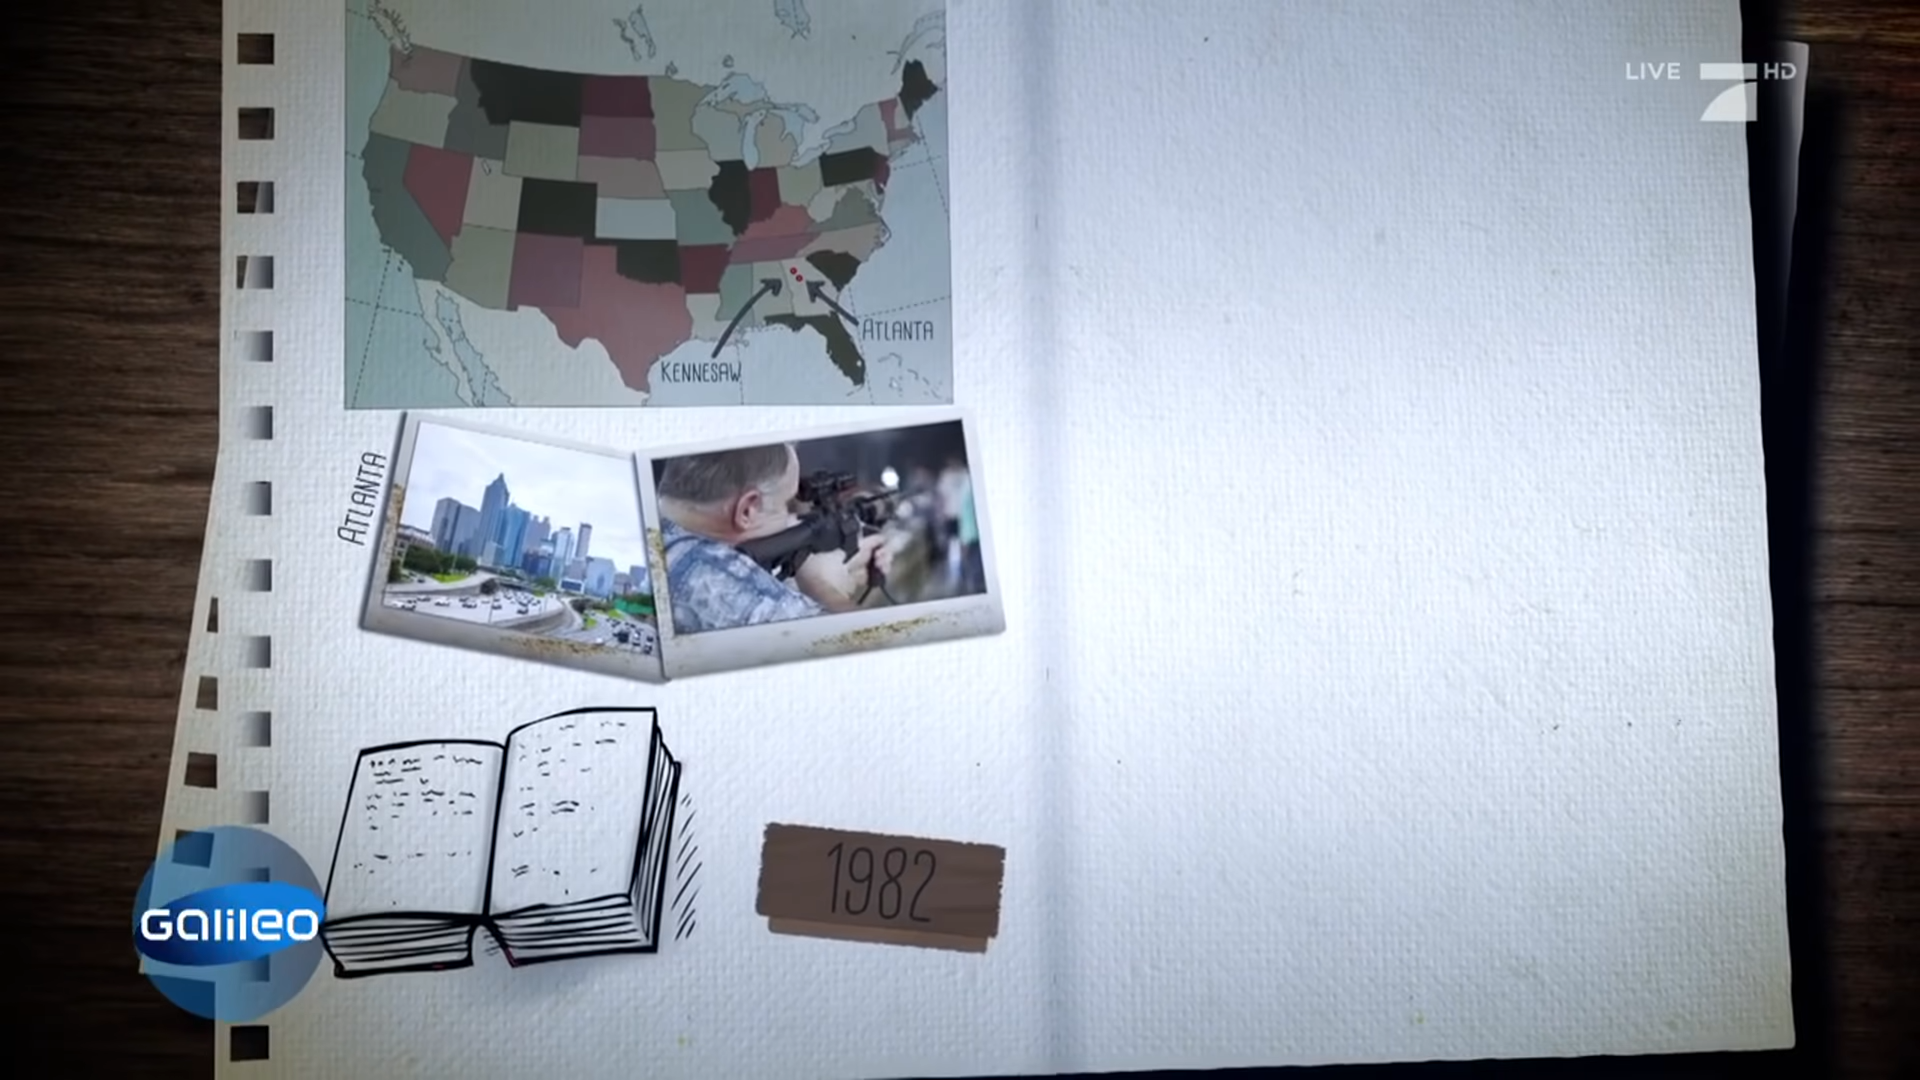 LIVE HD
ATLANTA
KENNESAW
ATLANTA
1982
Galileo